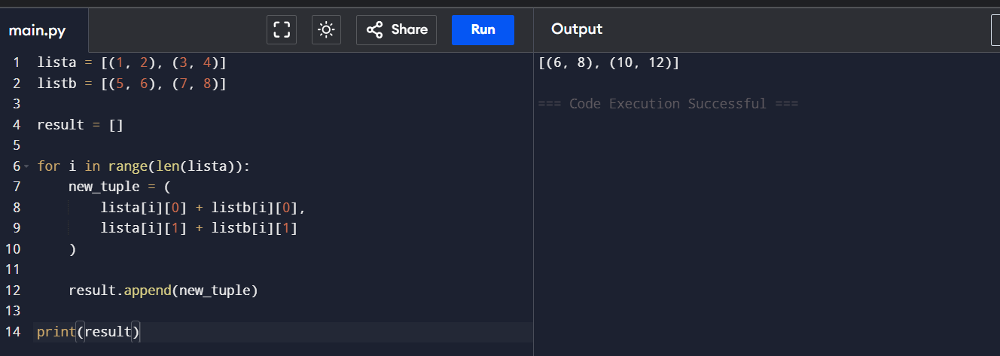 main.py
Share
Run
Output
1 lista = [(1, 2), (3, 4)]
2 listb = [(5, 6), (7, 8)]
3
4 result = []
5
6 for i in range(len(lista)):
7     new_tuple = (
8         lista[i][0] + listb[i][0],
9         lista[i][1] + listb[i][1]
10     )
11
12     result.append(new_tuple)
13
14 print(result)
[(6, 8), (10, 12)]
=== Code Execution Successful ===